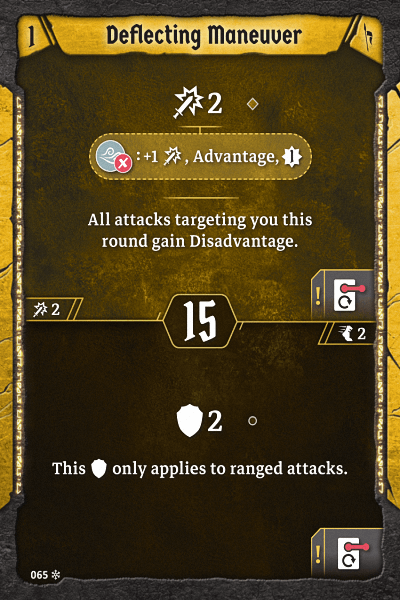 1 Deflecting Maneuver
2
: +1 , Advantage, 1
All attacks targeting you this
round gain Disadvantage.
!
2
15
2
2
This only applies to ranged attacks.
!
065